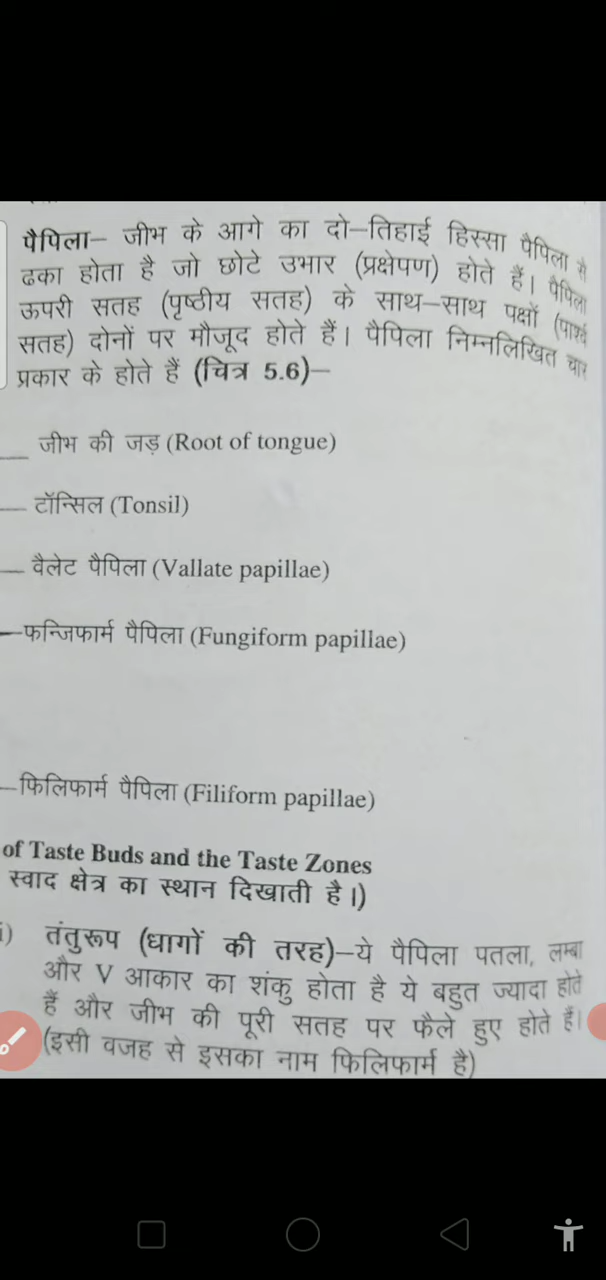 पैपिला– जीभ के आगे का दो–तिहाई हिस्सा पैपिला से
ढका होता है जो छोटे उभार (प्रक्षेपण) होते हैं। पैपिला
ऊपरी सतह (पृष्ठीय सतह) के साथ–साथ पक्षों (पार्श्व
सतह) दोनों पर मौजूद होते हैं। पैपिला निम्नलिखित चार
प्रकार के होते हैं (चित्र 5.6)–
जीभ की जड़ (Root of tongue)
टॉन्सिल (Tonsil)
वैलेट पैपिला (Vallate papillae)
फन्जिफार्म पैपिला (Fungiform papillae)
फिलिफार्म पैपिला (Filiform papillae)
of Taste Buds and the Taste Zones
स्वाद क्षेत्र का स्थान दिखाती है।)
i) तंतुरूप (धागों की तरह)–ये पैपिला पतला, लम्बा
और V आकार का शंकु होता है ये बहुत ज्यादा होते
हैं और जीभ की पूरी सतह पर फैले हुए होते हैं।
(इसी वजह से इसका नाम फिलिफार्म है)